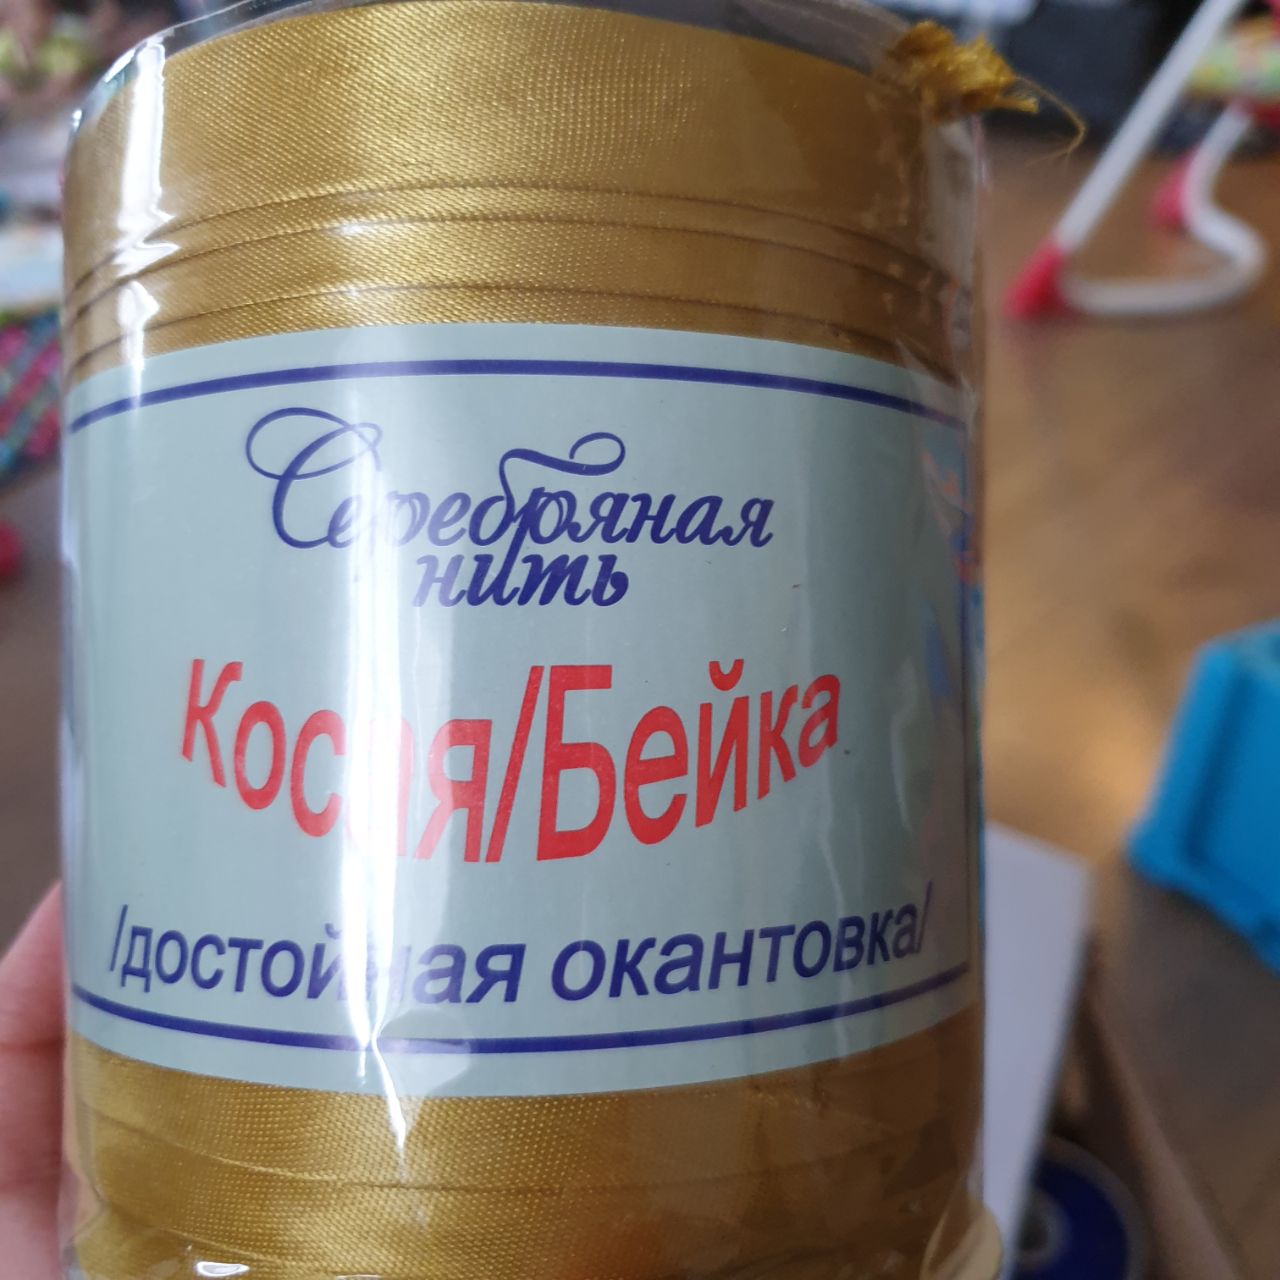 Серебряная
нить
Косая/Бейка
/достойная окантовка/